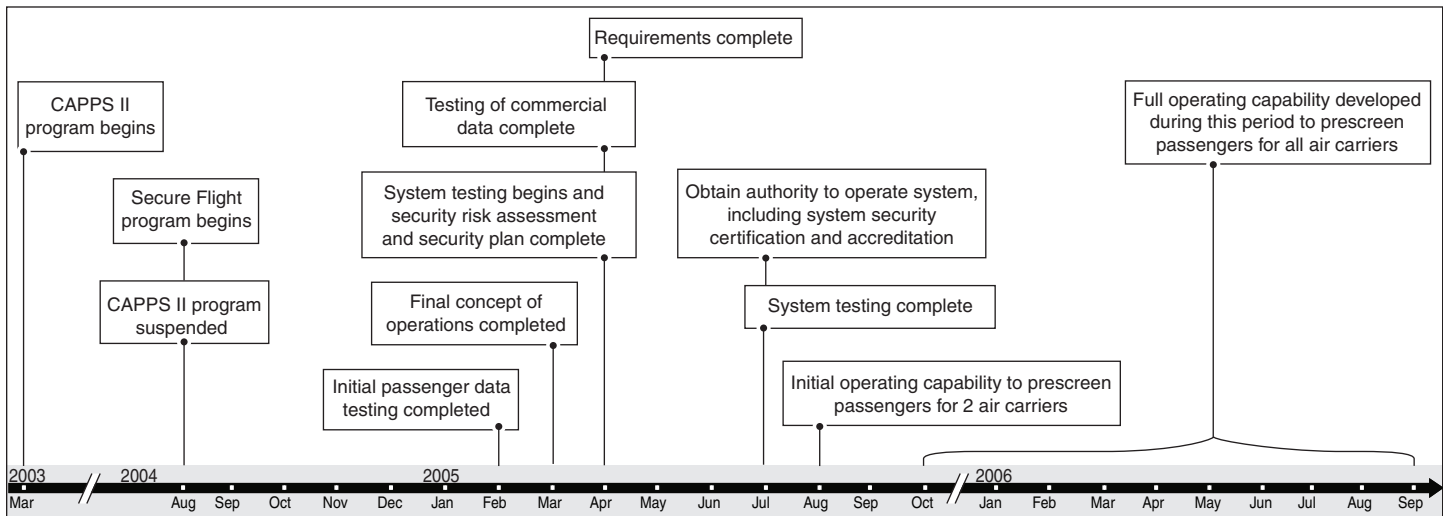 Requirements complete
CAPPS II
program begins
Testing of commercial
data complete
Full operating capability developed
during this period to prescreen
passengers for all air carriers
Secure Flight
program begins
System testing begins and
security risk assessment
and security plan complete
Obtain authority to operate system,
including system security
certification and accreditation
CAPPS II program
suspended
Final concept of
operations completed
System testing complete
Initial passenger data
testing completed
Initial operating capability to prescreen
passengers for 2 air carriers
2003 2004 2005 2006
Mar Aug Sep Oct Nov Dec Jan Feb Mar Apr May Jun Jul Aug Sep Oct Jan Feb Mar Apr May Jun Jul Aug Sep